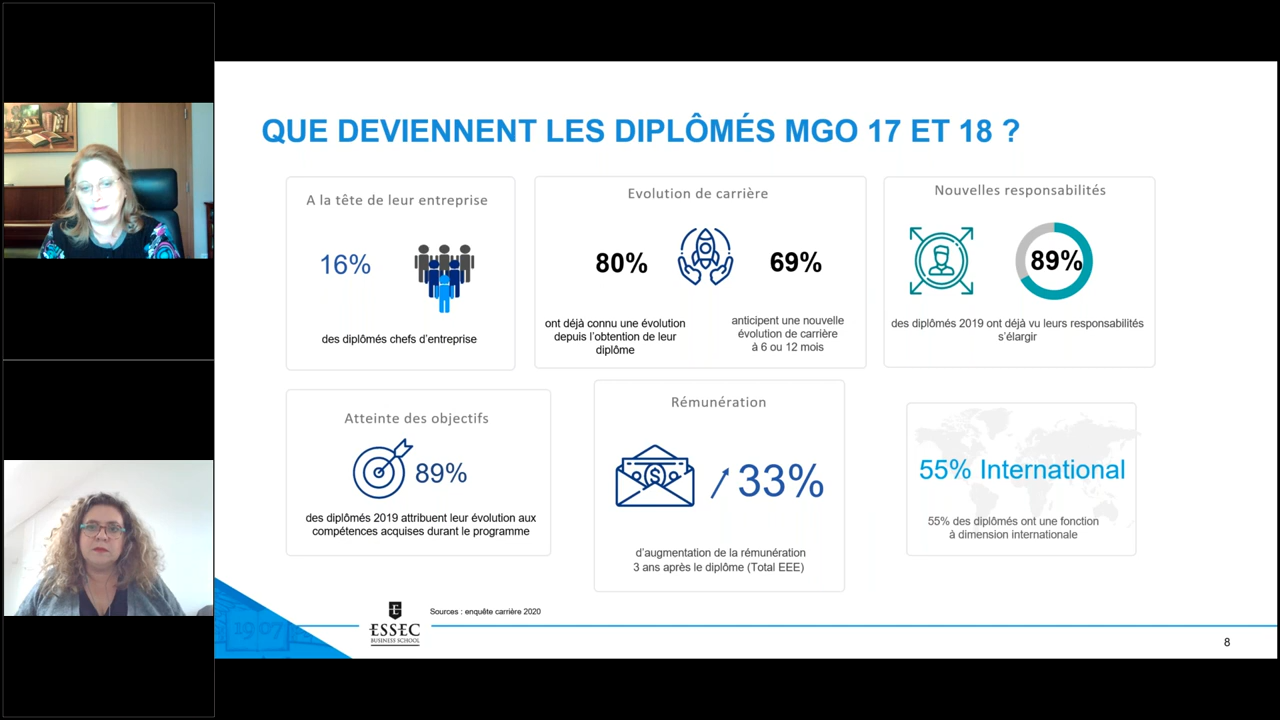 QUE DEVIENNENT LES DIPLÔMÉS MGO 17 ET 18 ?
A la tête de leur entreprise
16%
des diplômés chefs d'entreprise
Evolution de carrière
80%
69%
ont déjà connu une évolution
depuis l'obtention de leur
diplôme
anticipent une nouvelle
évolution de carrière
à 6 ou 12 mois
Nouvelles responsabilités
89%
des diplômés 2019 ont déjà vu leurs responsabilités
s'élargir
Atteinte des objectifs
89%
des diplômés 2019 attribuent leur évolution aux
compétences acquises durant le programme
Rémunération
33%
d'augmentation de la rémunération
3 ans après le diplôme (Total EEE)
55% International
55% des diplômés ont une fonction
à dimension internationale
1907
ESSEC
BUSINESS SCHOOL
Sources : enquête carrière 2020
8